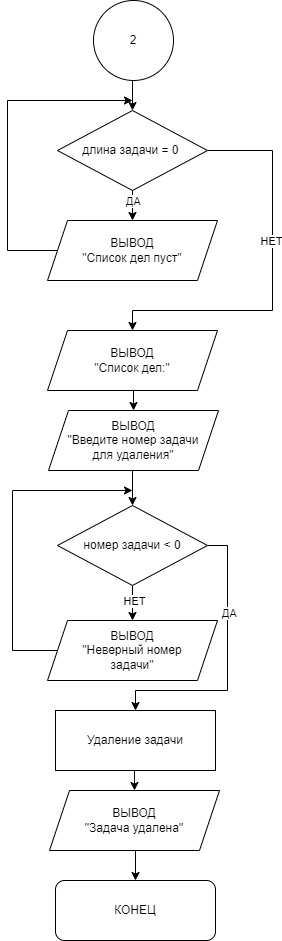 2
длина задачи = 0
ДА
НЕТ
ВЫВОД
"Список дел пуст"
ВЫВОД
"Список дел:"
ВЫВОД
"Введите номер задачи
для удаления"
номер задачи < 0
НЕТ
ДА
ВЫВОД
"Неверный номер
задачи"
Удаление задачи
ВЫВОД
"Задача удалена"
КОНЕЦ